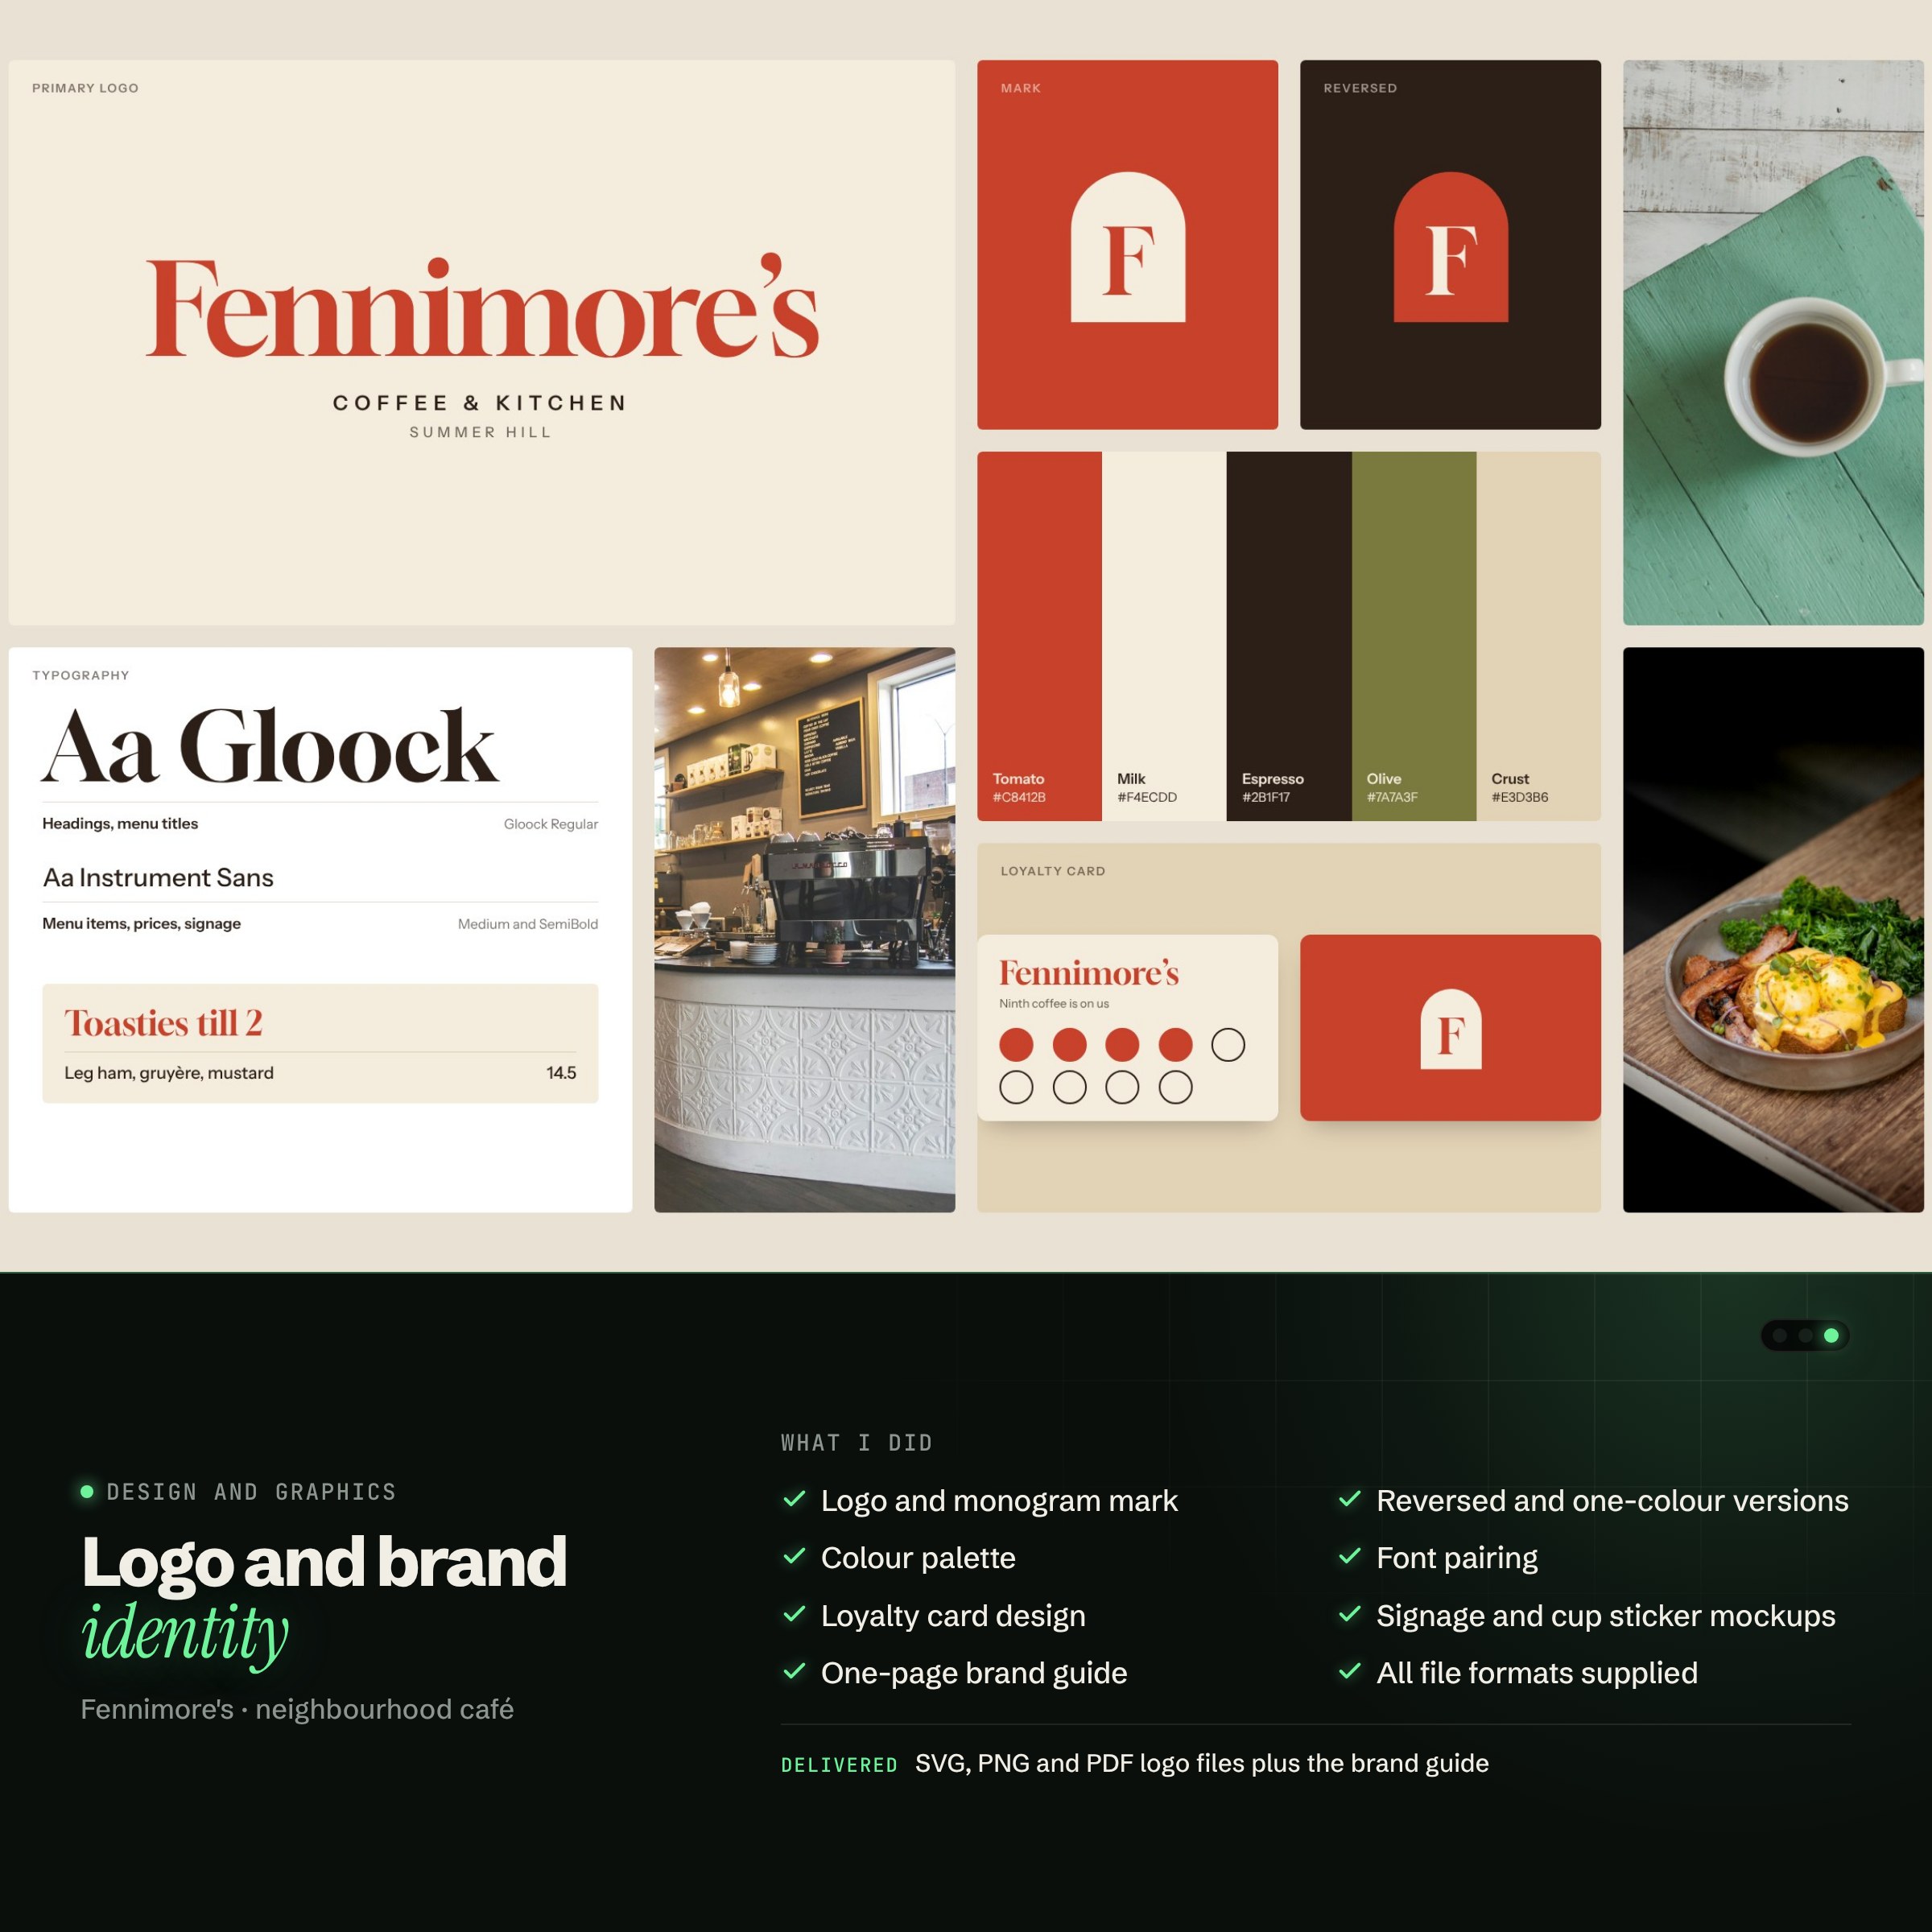 PRIMARY LOGO
Fennimore’s
COFFEE & KITCHEN
SUMMER HILL
MARK
F
REVERSED
F
Tomato
#C8412B
Milk
#F4ECDD
Espresso
#2B1F17
Olive
#7A7A3F
Crust
#E3D3B6
TYPOGRAPHY
Aa Gloock
Headings, menu titles
Gloock Regular
Aa Instrument Sans
Menu items, prices, signage
Medium and SemiBold
Toasties till 2
Leg ham, gruyère, mustard
14.5
LOYALTY CARD
Fennimore’s
Ninth coffee is on us
F
DESIGN AND GRAPHICS
Logo and brand
identity
Fennimore's · neighbourhood café
WHAT I DID
Logo and monogram mark
Reversed and one-colour versions
Colour palette
Font pairing
Loyalty card design
Signage and cup sticker mockups
One-page brand guide
All file formats supplied
DELIVERED SVG, PNG and PDF logo files plus the brand guide